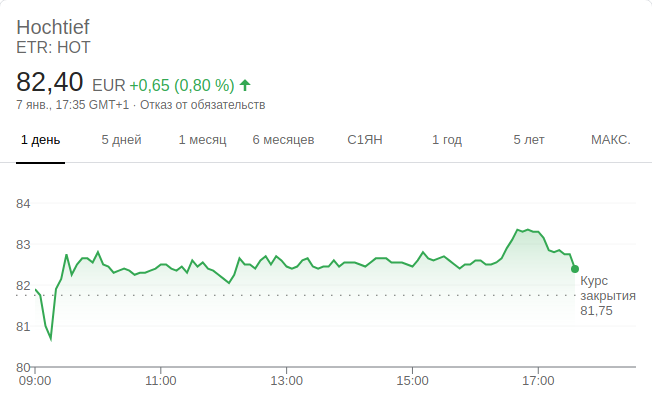 Hochtief
ETR: HOT
82,40 EUR +0,65 (0,80 %)
7 янв., 17:35 GMT+1 · Отказ от обязательств
1 день 5 дней 1 месяц 6 месяцев С1ЯН 1 год 5 лет МАКС.
84
83
82
81
80
Курс
закрытия
81,75
09:00 11:00 13:00 15:00 17:00